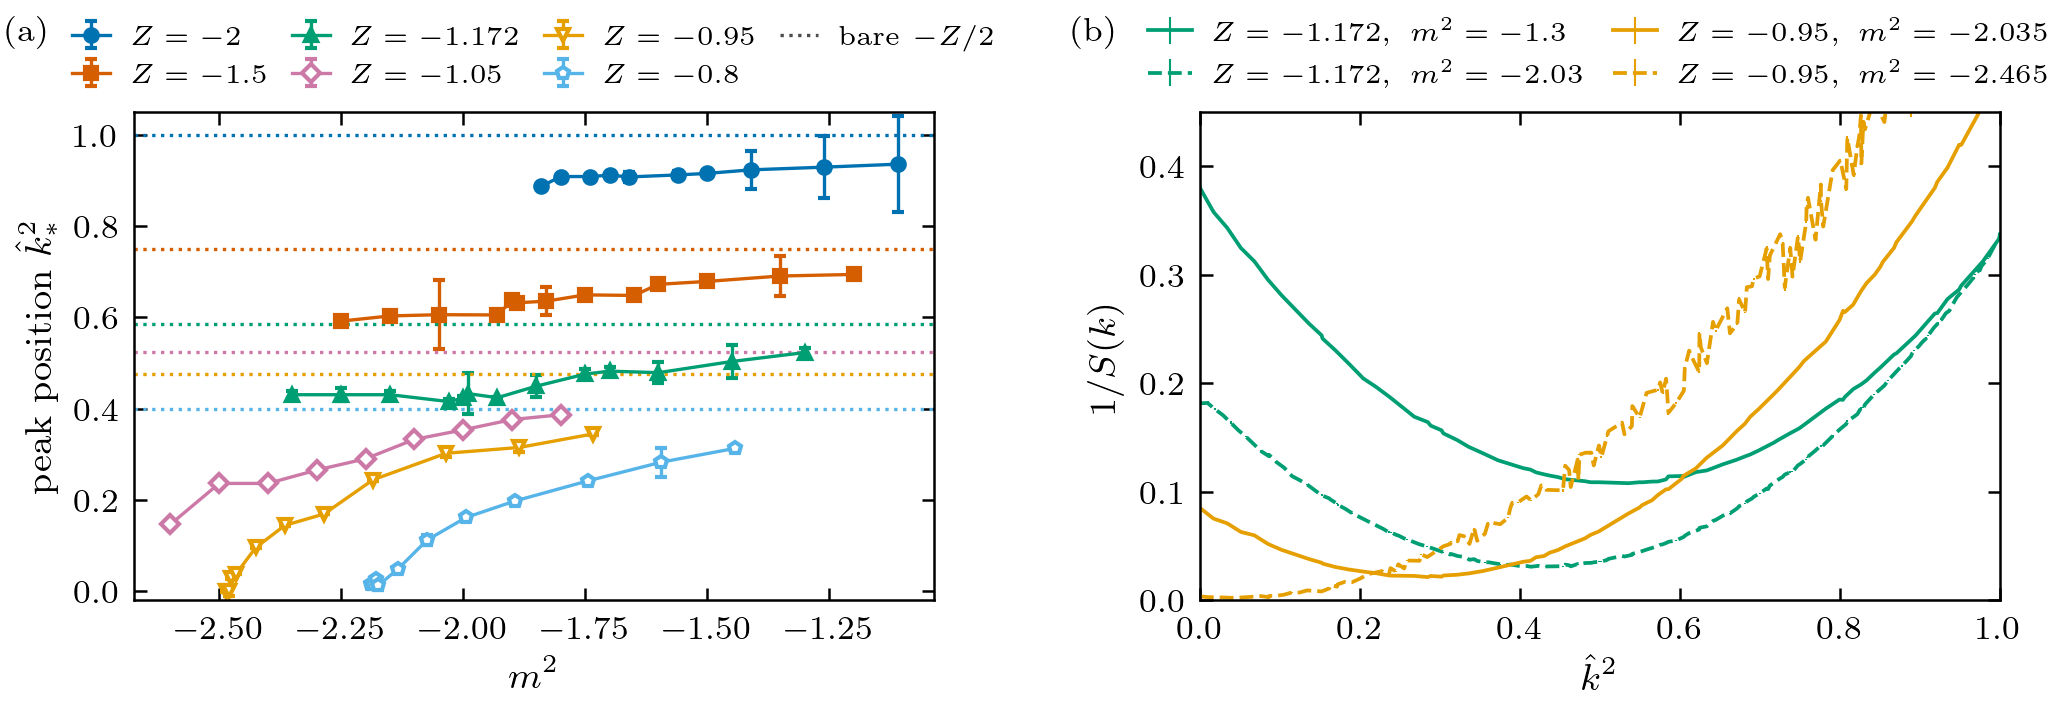 (a) Z = −2 Z = −1.172 Z = −0.95 bare −Z/2
Z = −1.5 Z = −1.05 Z = −0.8
1.0
0.8
0.6
0.4
0.2
0.0
peak position k̂²∗
−2.50 −2.25 −2.00 −1.75 −1.50 −1.25
m²
(b) Z = −1.172, m² = −1.3 Z = −0.95, m² = −2.035
Z = −1.172, m² = −2.03 Z = −0.95, m² = −2.465
0.4
0.3
0.2
0.1
0.0
1/S(k)
0.0 0.2 0.4 0.6 0.8 1.0
k̂²